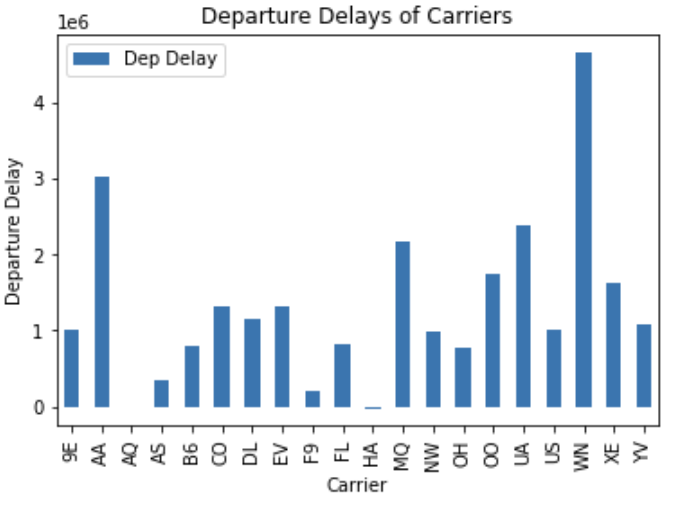 Departure Delays of Carriers
1e6
Dep Delay
4
3
2
1
0
Departure Delay
9E AA AQ AS B6 CO DL EV F9 FL HA MQ NW OH OO UA US WN XE YV
Carrier